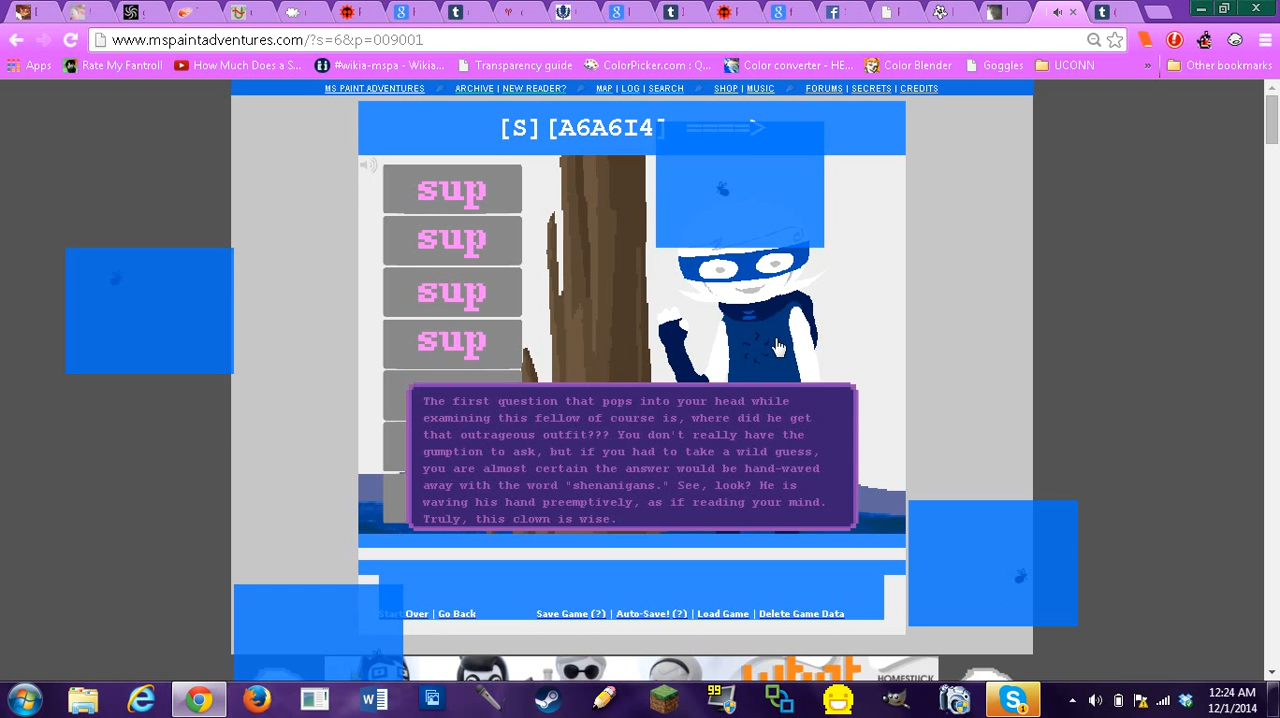 www.mspaintadventures.com/?s=6&p=009001
Apps Rate My Fantroll How Much Does a S... #wikia-mspa - Wikia... Transparency guide ColorPicker.com : Q... Color converter - HE... Color Blender Goggles UCONN » Other bookmarks
MS PAINT ADVENTURES ARCHIVE | NEW READER? MAP | LOG | SEARCH SHOP | MUSIC FORUMS | SECRETS | CREDITS
[S][A6A6I4] ====>
sup
sup
sup
sup
The first question that pops into your head while
examining this fellow of course is, where did he get
that outrageous outfit??? You don't really have the
gumption to ask, but if you had to take a wild guess,
you are almost certain the answer would be hand-waved
away with the word "shenanigans." See, look? He is
waving his hand preemptively, as if reading your mind.
Truly, this clown is wise.
Start Over | Go Back Save Game (?) | Auto-Save! (?) | Load Game | Delete Game Data
HOMESTUCK
99
12:24 AM
12/1/2014